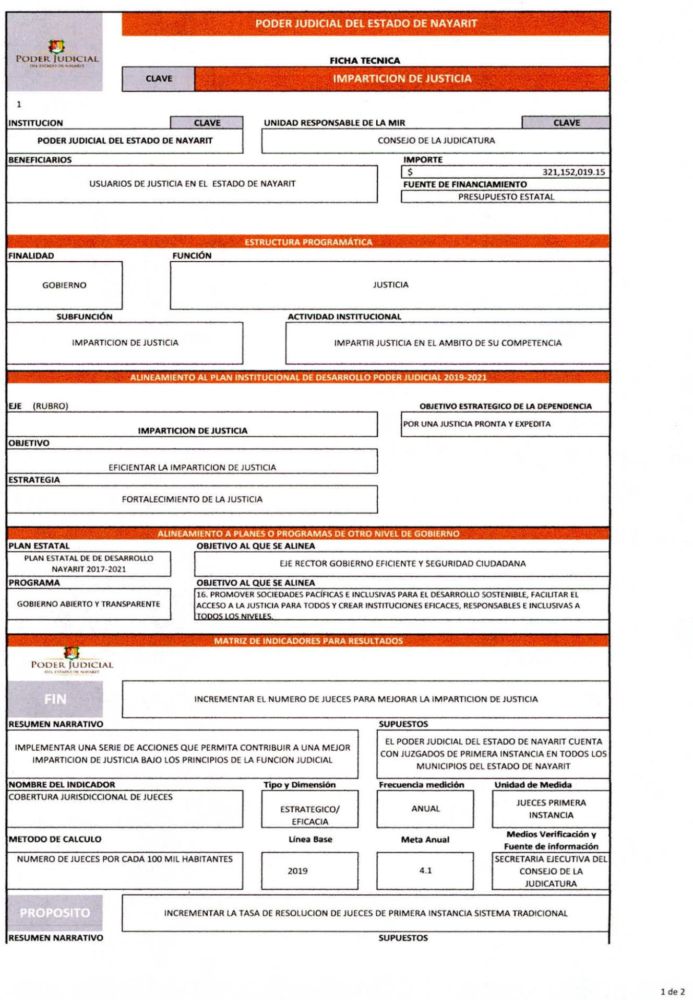 PODER JUDICIAL DEL ESTADO DE NAYARIT
PODER JUDICIAL
DEL ESTADO DE NAYARIT
FICHA TECNICA
CLAVE
IMPARTICION DE JUSTICIA
1
INSTITUCION
CLAVE
UNIDAD RESPONSABLE DE LA MIR
CLAVE
PODER JUDICIAL DEL ESTADO DE NAYARIT
CONSEJO DE LA JUDICATURA
BENEFICIARIOS
IMPORTE
$ 321,152,019.15
USUARIOS DE JUSTICIA EN EL ESTADO DE NAYARIT
FUENTE DE FINANCIAMIENTO
PRESUPUESTO ESTATAL
ESTRUCTURA PROGRAMÁTICA
FINALIDAD
FUNCIÓN
GOBIERNO
JUSTICIA
SUBFUNCIÓN
ACTIVIDAD INSTITUCIONAL
IMPARTICION DE JUSTICIA
IMPARTIR JUSTICIA EN EL AMBITO DE SU COMPETENCIA
ALINEAMIENTO AL PLAN INSTITUCIONAL DE DESARROLLO PODER JUDICIAL 2019-2021
EJE (RUBRO)
OBJETIVO ESTRATEGICO DE LA DEPENDENCIA
IMPARTICION DE JUSTICIA
POR UNA JUSTICIA PRONTA Y EXPEDITA
OBJETIVO
EFICIENTAR LA IMPARTICION DE JUSTICIA
ESTRATEGIA
FORTALECIMIENTO DE LA JUSTICIA
ALINEAMIENTO A PLANES O PROGRAMAS DE OTRO NIVEL DE GOBIERNO
PLAN ESTATAL
OBJETIVO AL QUE SE ALINEA
PLAN ESTATAL DE DE DESARROLLO
NAYARIT 2017-2021
EJE RECTOR GOBIERNO EFICIENTE Y SEGURIDAD CIUDADANA
PROGRAMA
OBJETIVO AL QUE SE ALINEA
GOBIERNO ABIERTO Y TRANSPARENTE
16. PROMOVER SOCIEDADES PACÍFICAS E INCLUSIVAS PARA EL DESARROLLO SOSTENIBLE, FACILITAR EL
ACCESO A LA JUSTICIA PARA TODOS Y CREAR INSTITUCIONES EFICACES, RESPONSABLES E INCLUSIVAS A
TODOS LOS NIVELES.
MATRIZ DE INDICADORES PARA RESULTADOS
PODER JUDICIAL
DEL ESTADO DE NAYARIT
FIN
INCREMENTAR EL NUMERO DE JUECES PARA MEJORAR LA IMPARTICION DE JUSTICIA
RESUMEN NARRATIVO
SUPUESTOS
IMPLEMENTAR UNA SERIE DE ACCIONES QUE PERMITA CONTRIBUIR A UNA MEJOR
IMPARTICION DE JUSTICIA BAJO LOS PRINCIPIOS DE LA FUNCION JUDICIAL
EL PODER JUDICIAL DEL ESTADO DE NAYARIT CUENTA
CON JUZGADOS DE PRIMERA INSTANCIA EN TODOS LOS
MUNICIPIOS DEL ESTADO DE NAYARIT
NOMBRE DEL INDICADOR
Tipo y Dimensión
Frecuencia medición
Unidad de Medida
COBERTURA JURISDICCIONAL DE JUECES
ESTRATEGICO/
EFICACIA
ANUAL
JUECES PRIMERA
INSTANCIA
METODO DE CALCULO
Línea Base
Meta Anual
Medios Verificación y
Fuente de información
NUMERO DE JUECES POR CADA 100 MIL HABITANTES
2019
4.1
SECRETARIA EJECUTIVA DEL
CONSEJO DE LA
JUDICATURA
PROPOSITO
INCREMENTAR LA TASA DE RESOLUCION DE JUECES DE PRIMERA INSTANCIA SISTEMA TRADICIONAL
RESUMEN NARRATIVO
SUPUESTOS
1 de 2